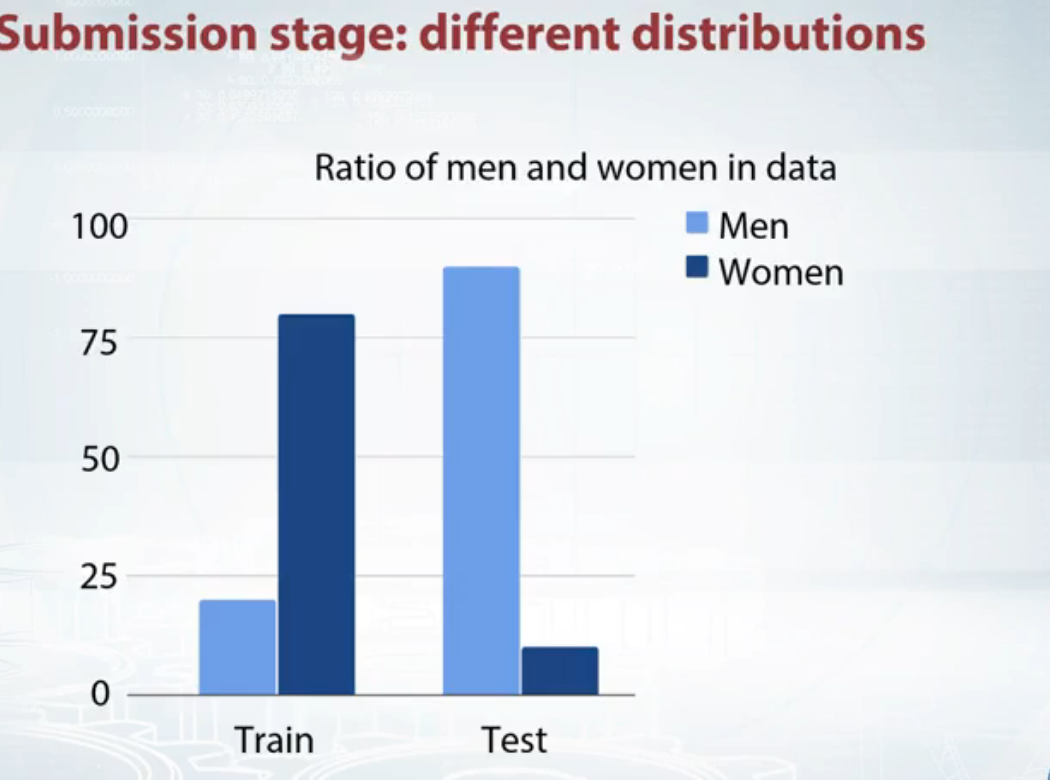 Submission stage: different distributions
Ratio of men and women in data
100
75
50
25
0
Men
Women
Train
Test